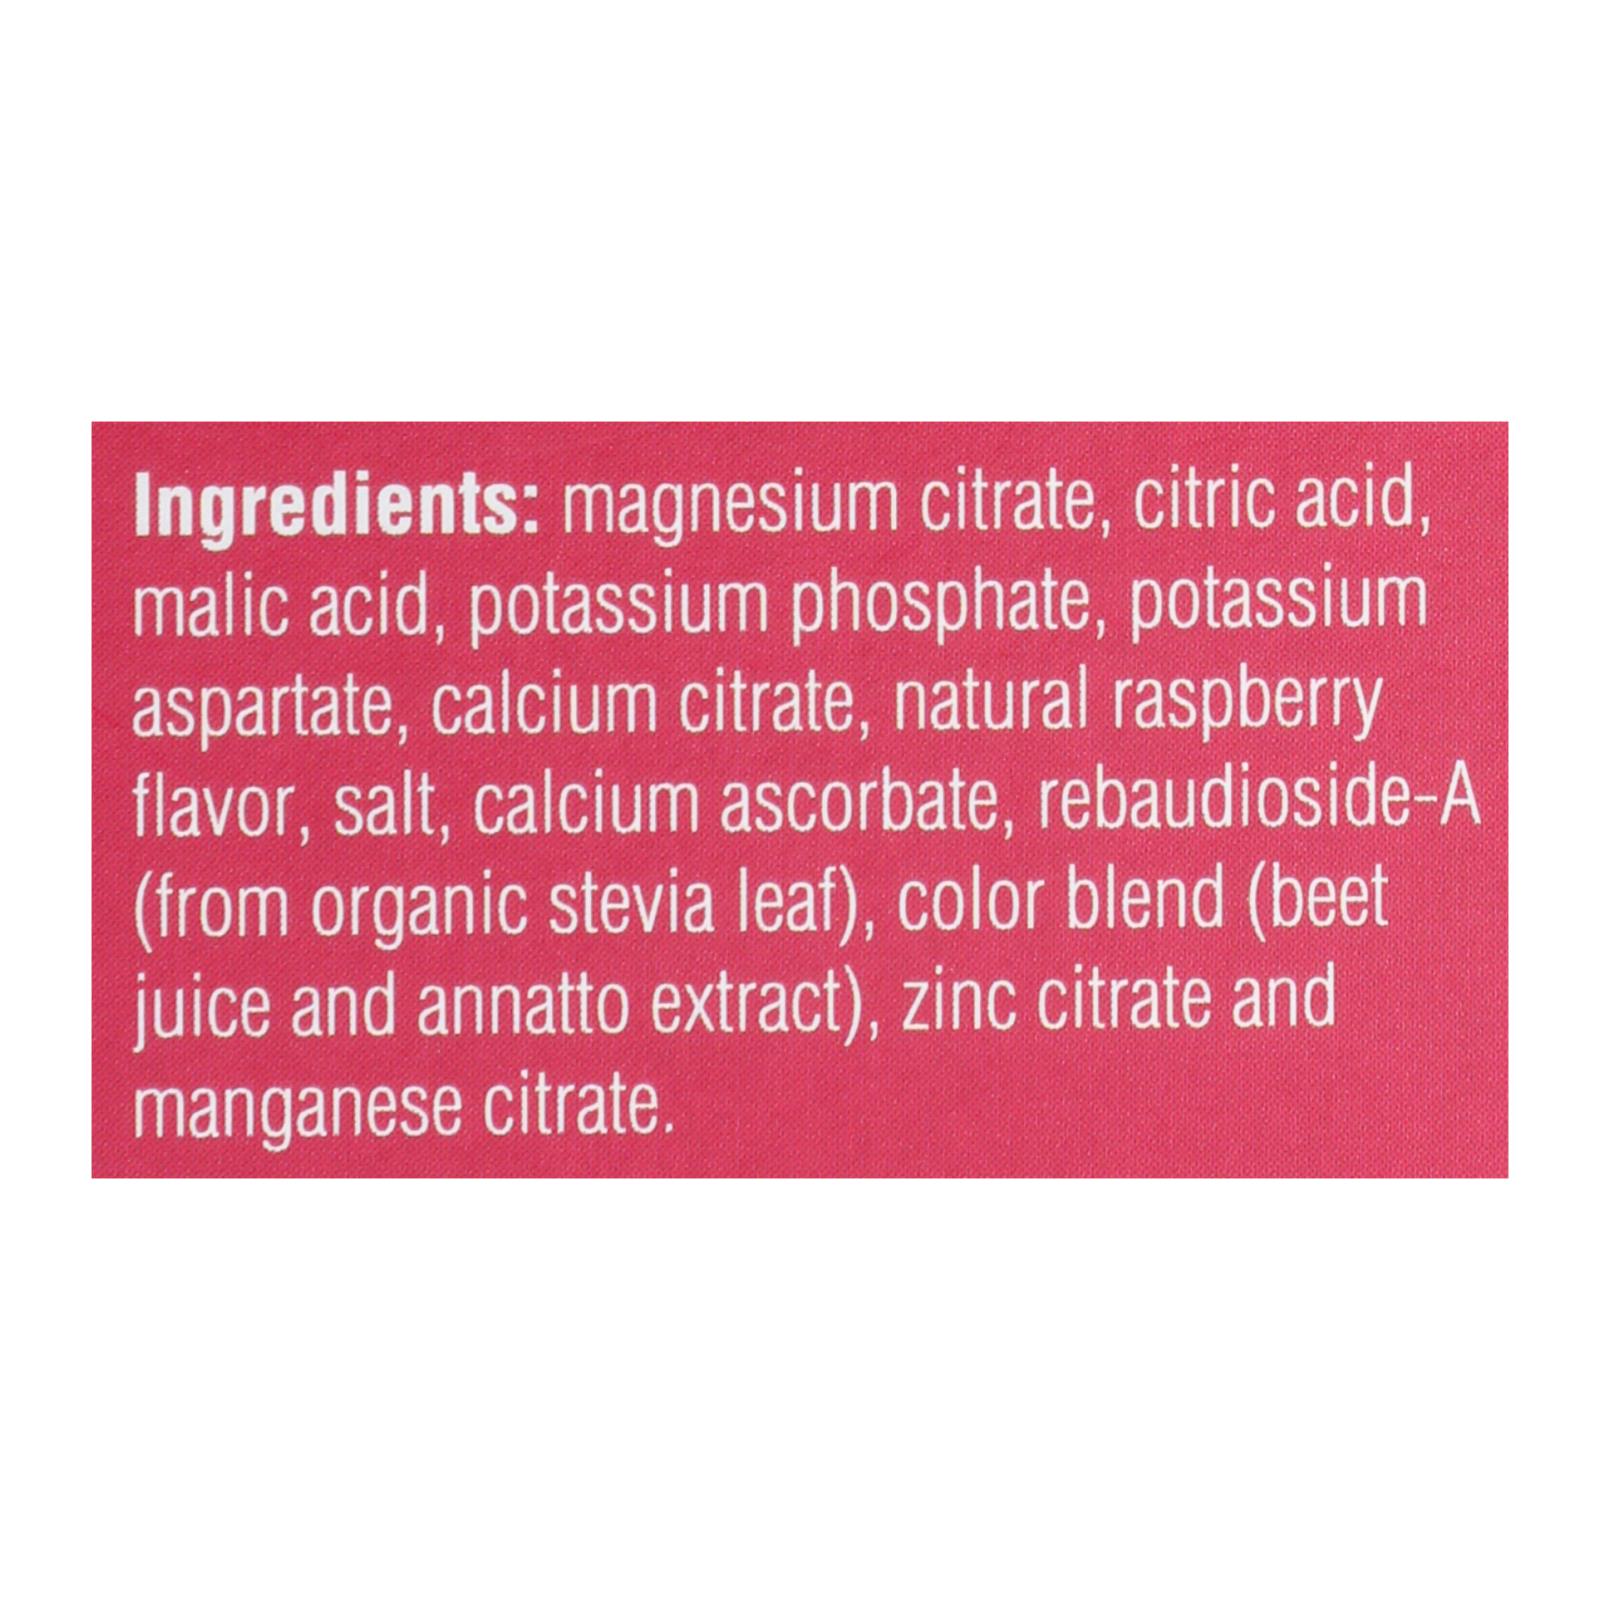 Ingredients: magnesium citrate, citric acid,
malic acid, potassium phosphate, potassium
aspartate, calcium citrate, natural raspberry
flavor, salt, calcium ascorbate, rebaudioside-A
(from organic stevia leaf), color blend (beet
juice and annatto extract), zinc citrate and
manganese citrate.